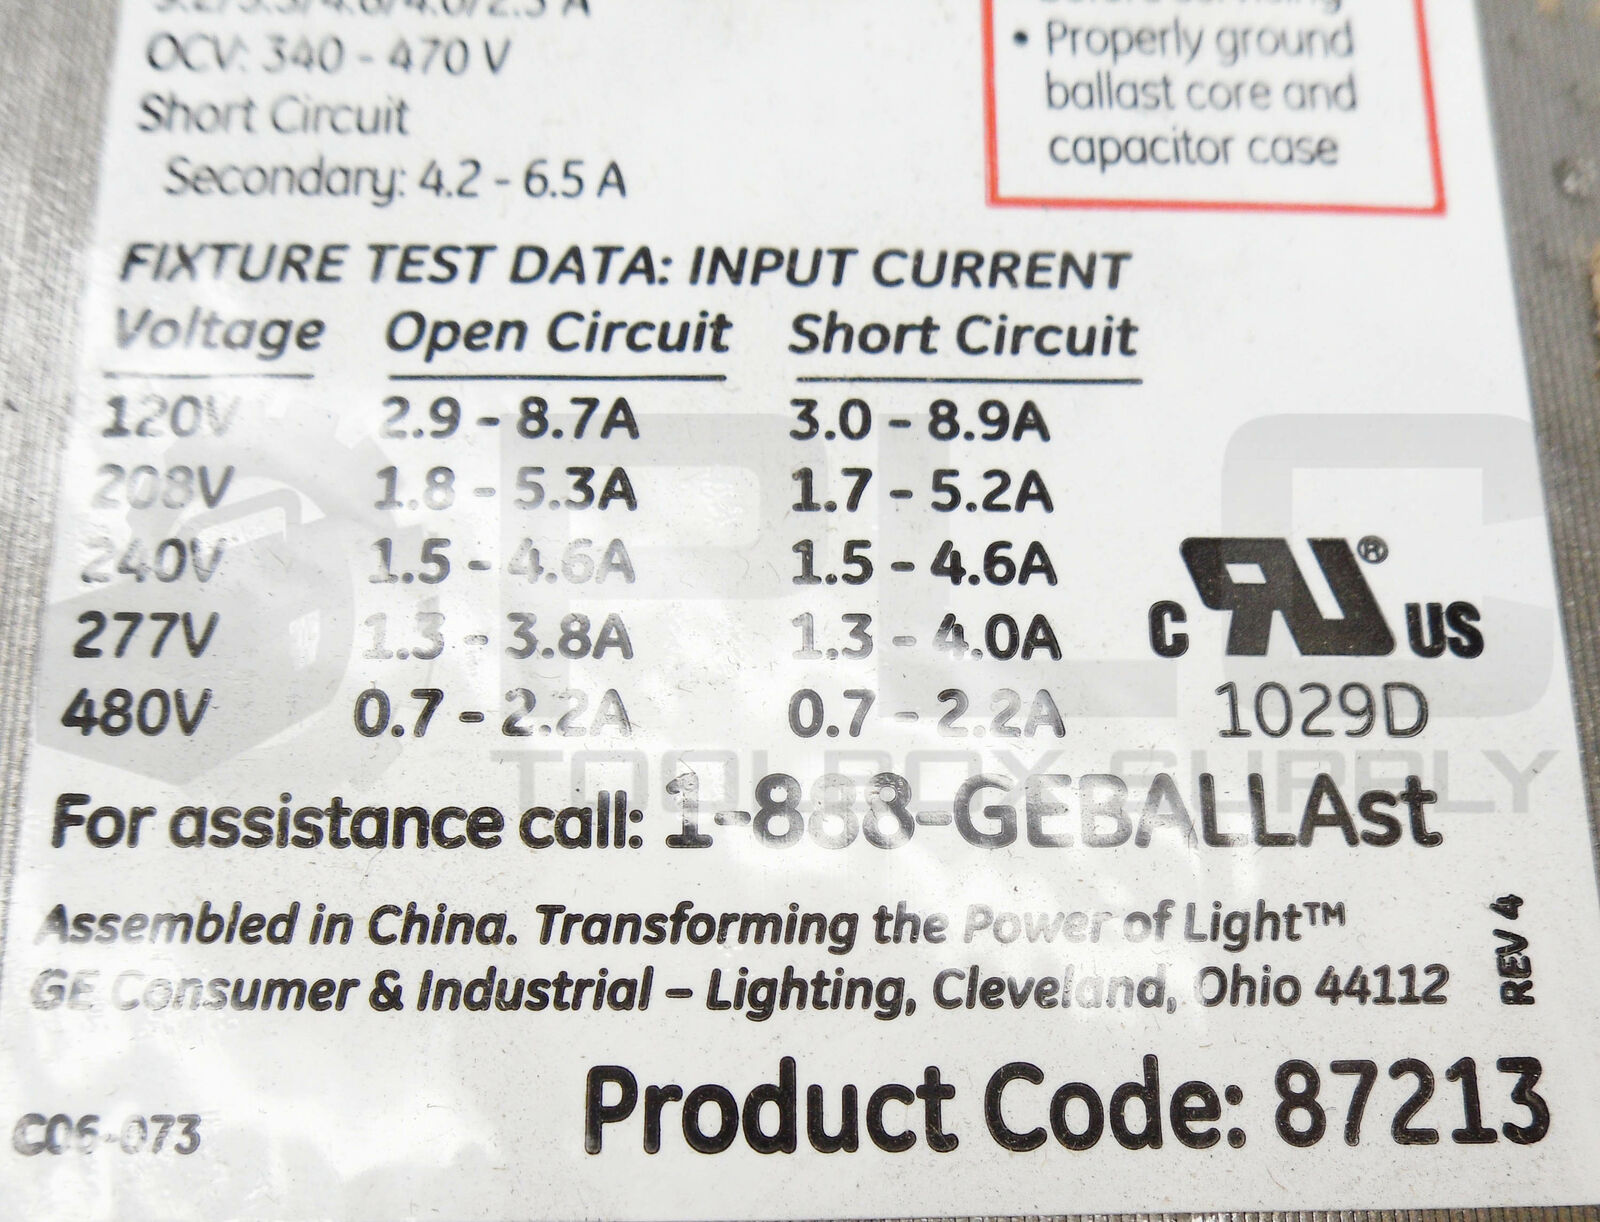 OCV: 340 - 470 V
Short Circuit
Secondary: 4.2 - 6.5 A
• Properly ground
ballast core and
capacitor case
FIXTURE TEST DATA: INPUT CURRENT
Voltage Open Circuit Short Circuit
120V 2.9 - 8.7A 3.0 - 8.9A
208V 1.8 - 5.3A 1.7 - 5.2A
240V 1.5 - 4.6A 1.5 - 4.6A
277V 1.3 - 3.8A 1.3 - 4.0A
480V 0.7 - 2.2A 0.7 - 2.2A
C RU® US
1029D
PLC
TOOLBOX SUPPLY
For assistance call: 1-888-GEBALLAst
Assembled in China. Transforming the Power of Light™
GE Consumer & Industrial – Lighting, Cleveland, Ohio 44112
REV 4
C06-073
Product Code: 87213